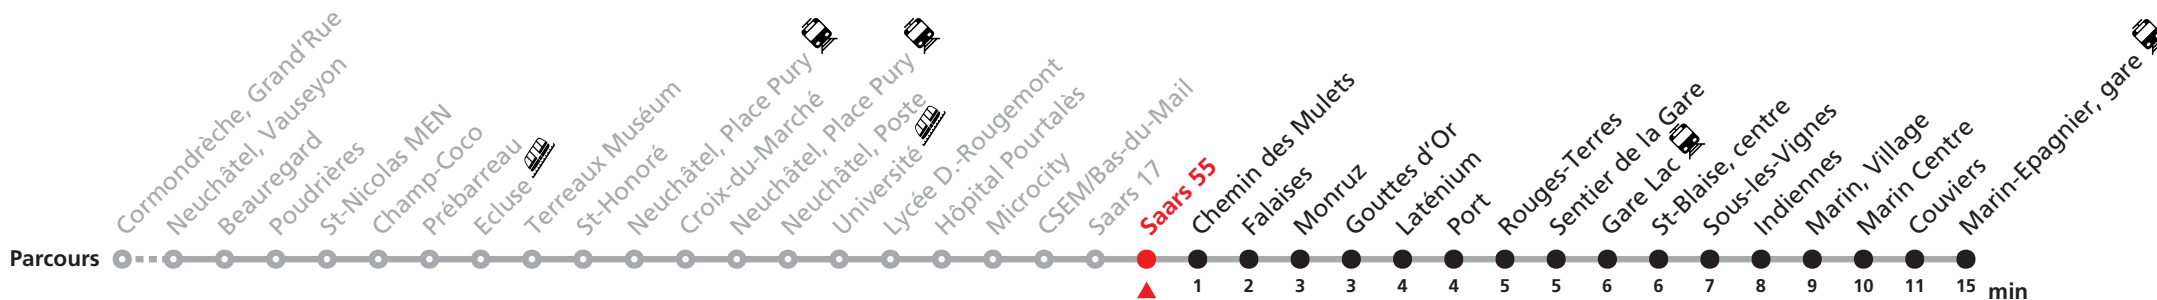 Parcours
Cormondrèche, Grand'Rue
Neuchâtel, Vauseyon
Beauregard
Poudrières
St-Nicolas MEN
Champ-Coco
Prébarreau
Ecluse
Terreaux Muséum
St-Honoré
Neuchâtel, Place Pury
Croix-du-Marché
Neuchâtel, Place Pury
Neuchâtel, Poste
Université
Lycée D.-Rougemont
Hôpital Pourtalès
Microcity
CSEM/Bas-du-Mail
Saars 17
Saars 55
Chemin des Mulets
Falaises
Monruz
Gouttes d'Or
Laténium
Port
Rouges-Terres
Sentier de la Gare
Gare Lac
St-Blaise, centre
Sous-les-Vignes
Indiennes
Marin, Village
Marin Centre
Couviers
Marin-Epagnier, gare
1 2 3 3 4 4 5 5 6 6 7 8 9 10 11 15 min